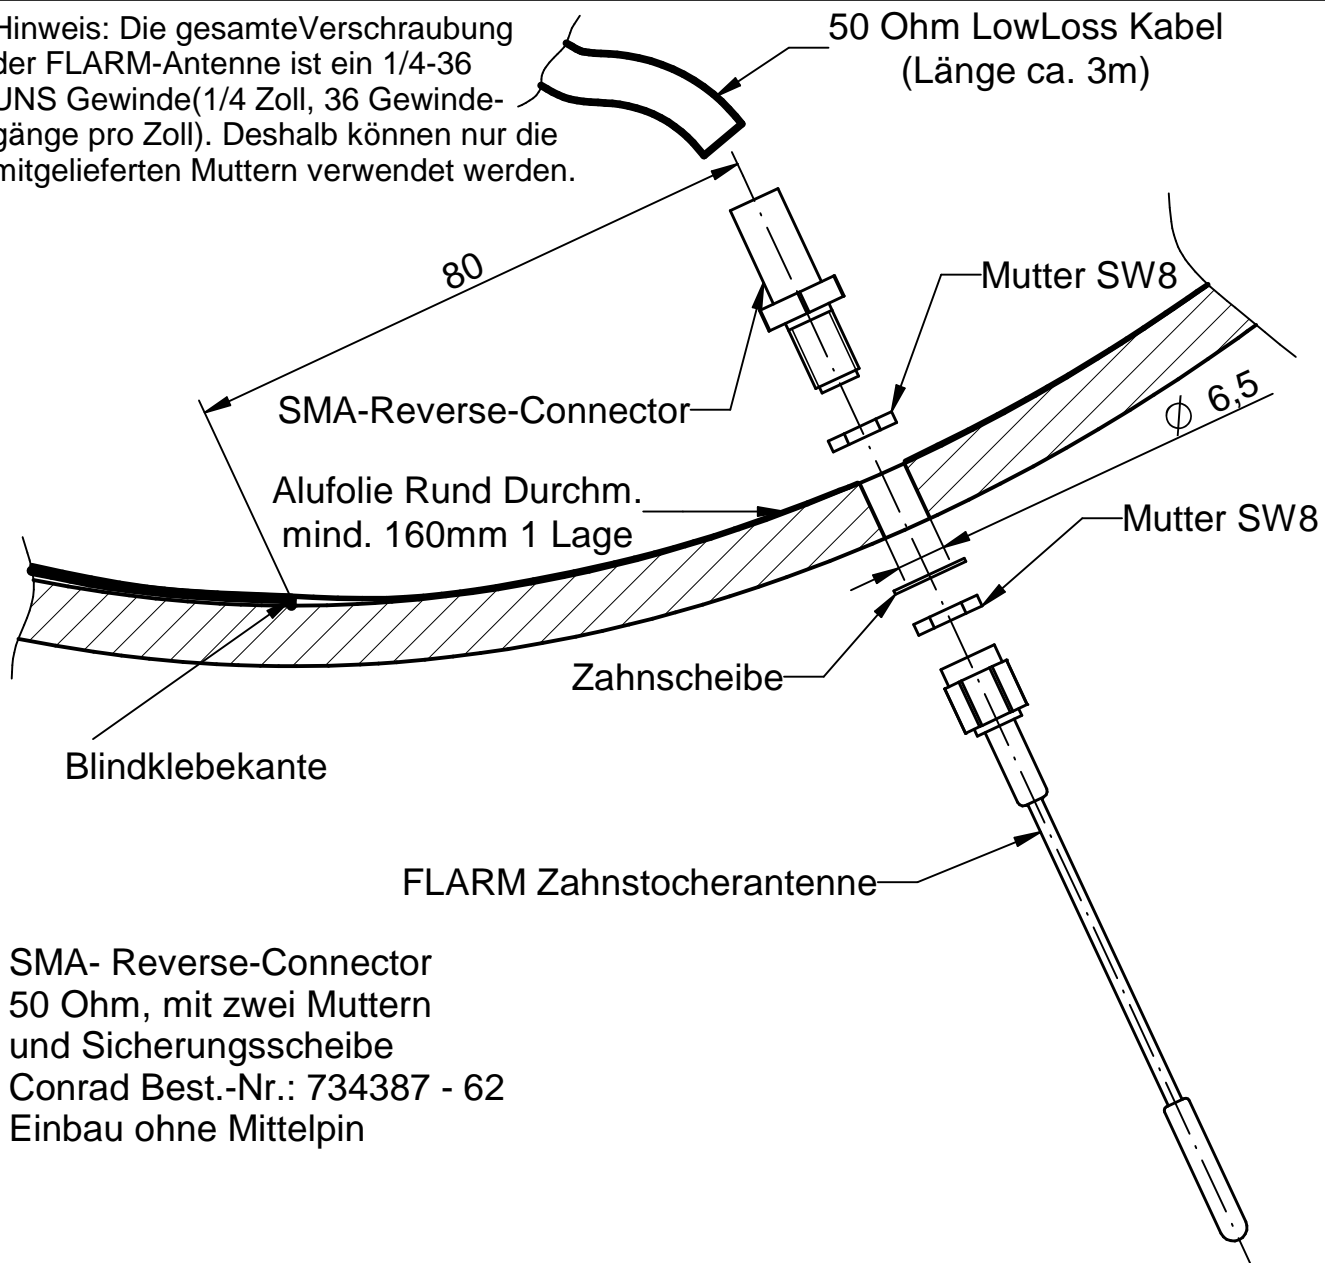 Hinweis: Die gesamteVerschraubung
der FLARM-Antenne ist ein 1/4-36
UNS Gewinde(1/4 Zoll, 36 Gewinde-
gänge pro Zoll). Deshalb können nur die
mitgelieferten Muttern verwendet werden.
50 Ohm LowLoss Kabel
(Länge ca. 3m)
80
Mutter SW8
SMA-Reverse-Connector
⌀ 6,5
Alufolie Rund Durchm.
mind. 160mm 1 Lage
Mutter SW8
Zahnscheibe
Blindklebekante
FLARM Zahnstocherantenne
SMA- Reverse-Connector
50 Ohm, mit zwei Muttern
und Sicherungsscheibe
Conrad Best.-Nr.: 734387 - 62
Einbau ohne Mittelpin